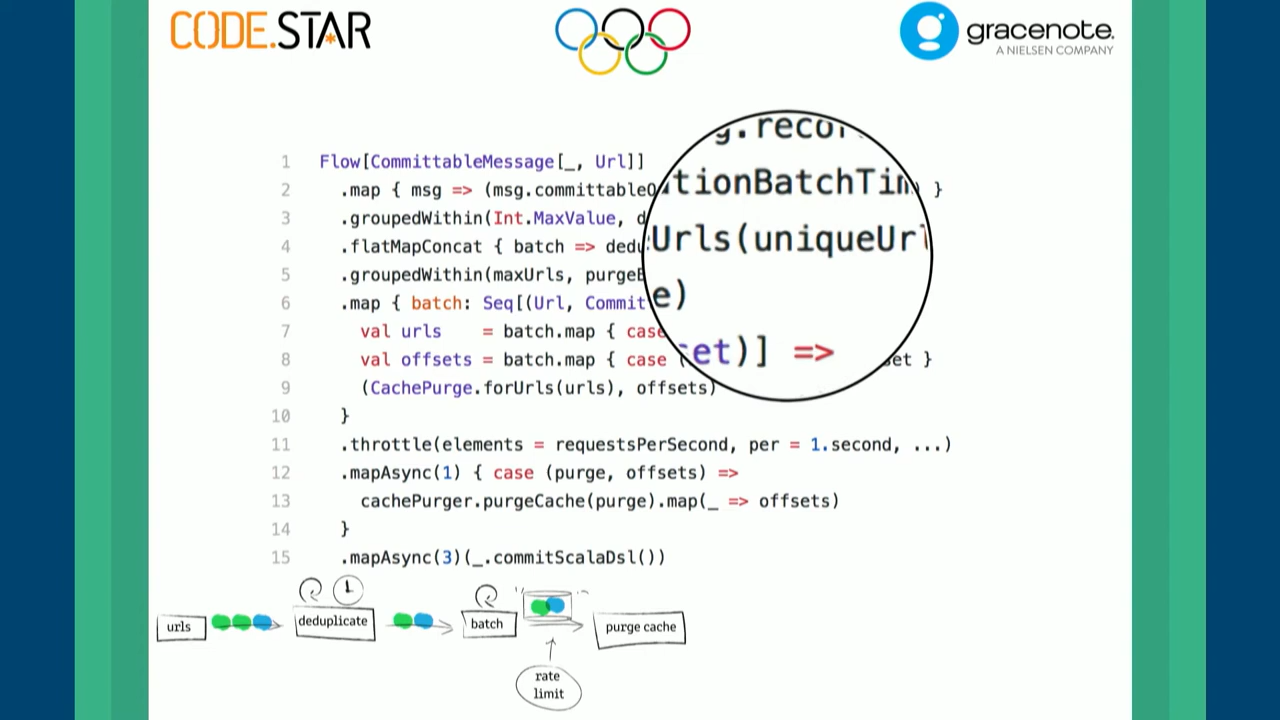 CODE.STAR
gracenote.
A NIELSEN COMPANY
1 Flow[CommittableMessage[_, Url]]
2 .map { msg => (msg.committableO }
3 .groupedWithin(Int.MaxValue, d
4 .flatMapConcat { batch => dedu
5 .groupedWithin(maxUrls, purgeB
6 .map { batch: Seq[(Url, Commit
7 val urls = batch.map { case
8 val offsets = batch.map { case ( et }
9 (CachePurge.forUrls(urls), offsets)
10 }
11 .throttle(elements = requestsPerSecond, per = 1.second, ...)
12 .mapAsync(1) { case (purge, offsets) =>
13 cachePurger.purgeCache(purge).map(_ => offsets)
14 }
15 .mapAsync(3)(_.commitScalaDsl())
g.recor
tionBatchTim
Urls(uniqueUrl
e)
set)] =>
urls
deduplicate
batch
purge cache
rate
limit